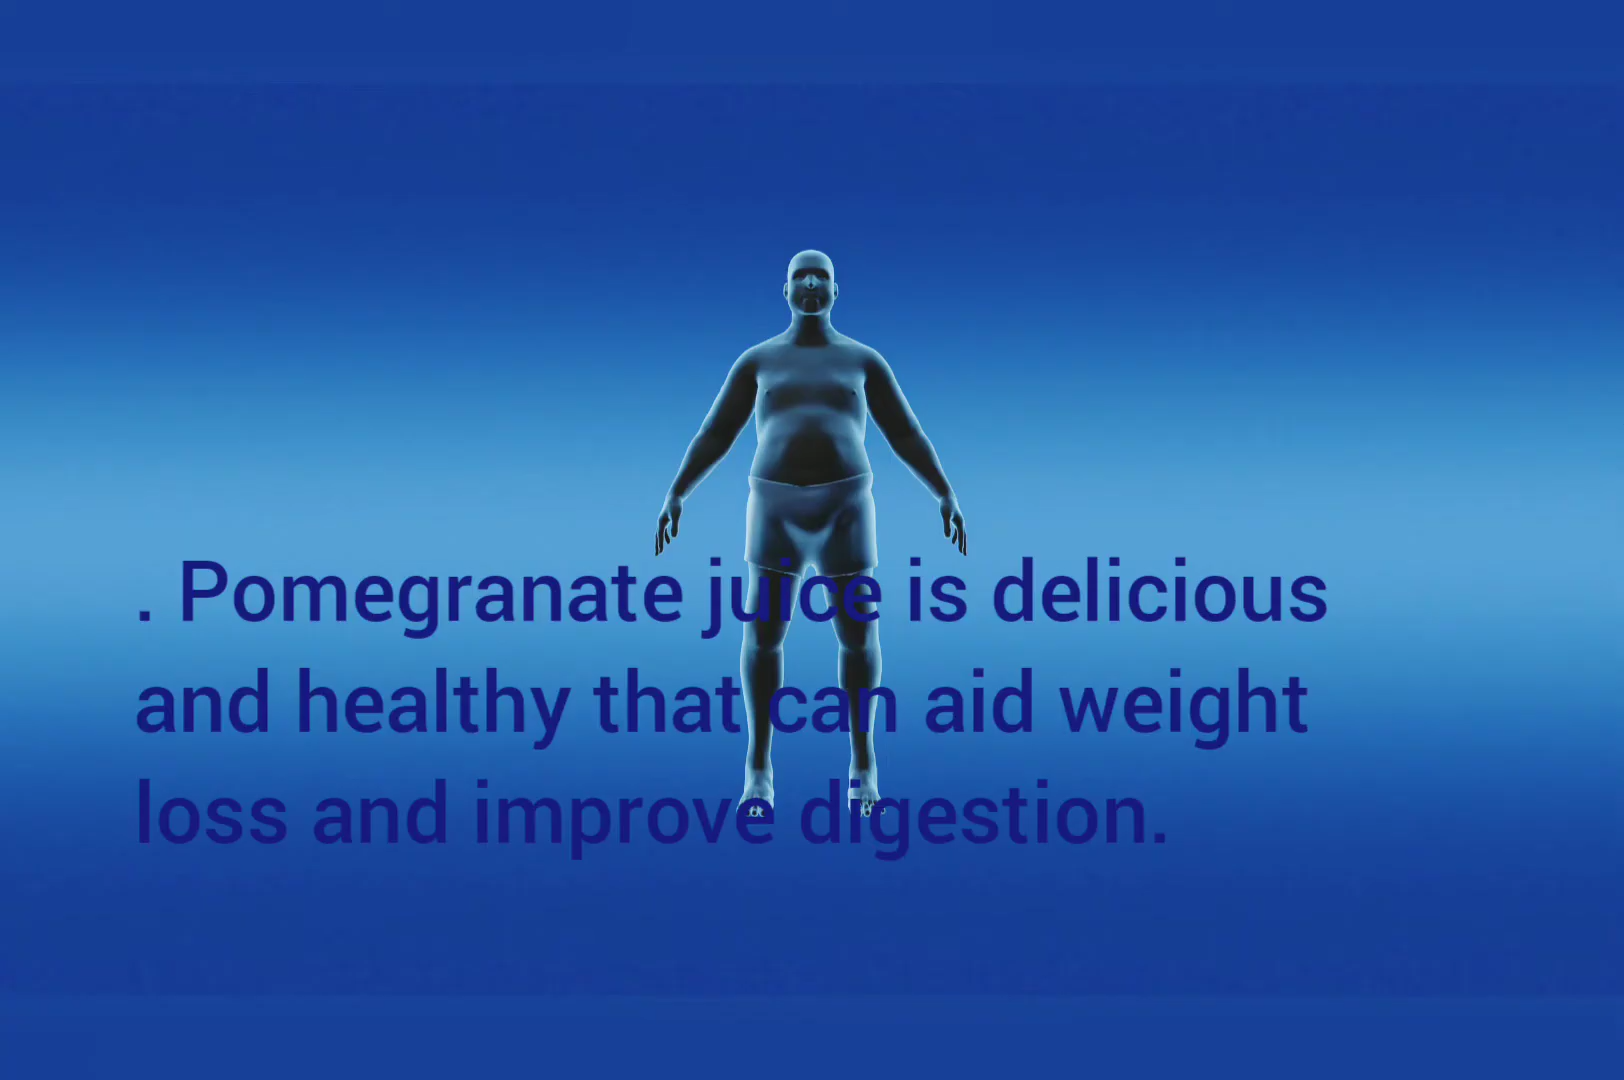 . Pomegranate juice is delicious
and healthy that can aid weight
loss and improve digestion.